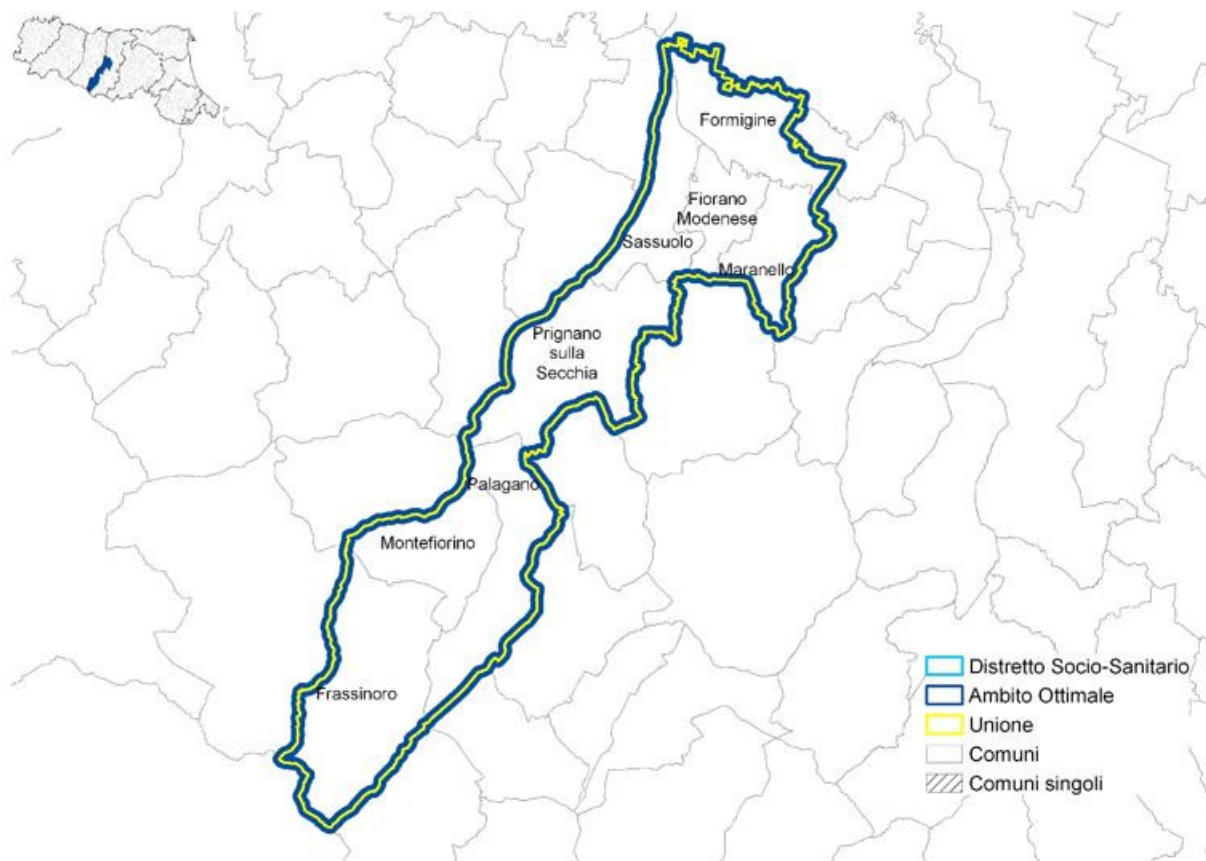 Formigine
Fiorano
Modenese
Sassuolo
Maranello
Prignano
sulla
Secchia
Palagano
Montefiorino
Frassinoro
Distretto Socio-Sanitario
Ambito Ottimale
Unione
Comuni
Comuni singoli